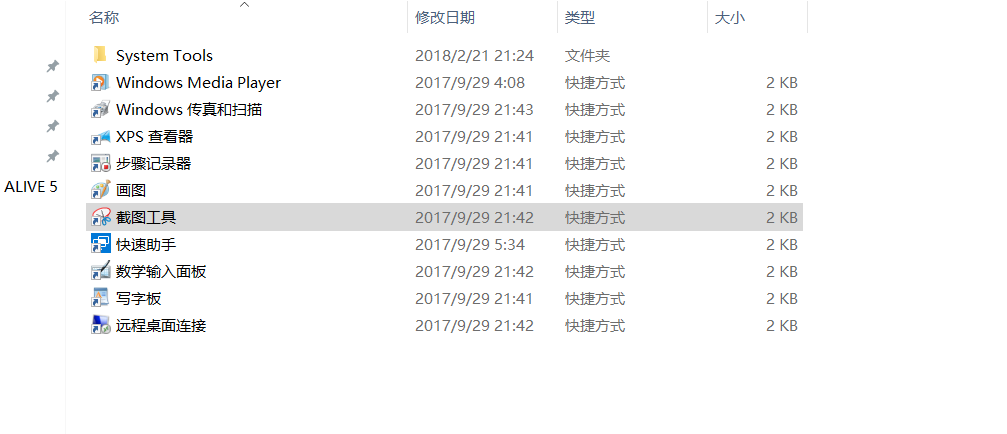 名称 修改日期 类型 大小
System Tools 2018/2/21 21:24 文件夹
Windows Media Player 2017/9/29 4:08 快捷方式 2 KB
Windows 传真和扫描 2017/9/29 21:43 快捷方式 2 KB
XPS 查看器 2017/9/29 21:41 快捷方式 2 KB
步骤记录器 2017/9/29 21:41 快捷方式 2 KB
ALIVE 5
画图 2017/9/29 21:41 快捷方式 2 KB
截图工具 2017/9/29 21:42 快捷方式 2 KB
快速助手 2017/9/29 5:34 快捷方式 2 KB
数学输入面板 2017/9/29 21:42 快捷方式 2 KB
写字板 2017/9/29 21:41 快捷方式 2 KB
远程桌面连接 2017/9/29 21:42 快捷方式 2 KB